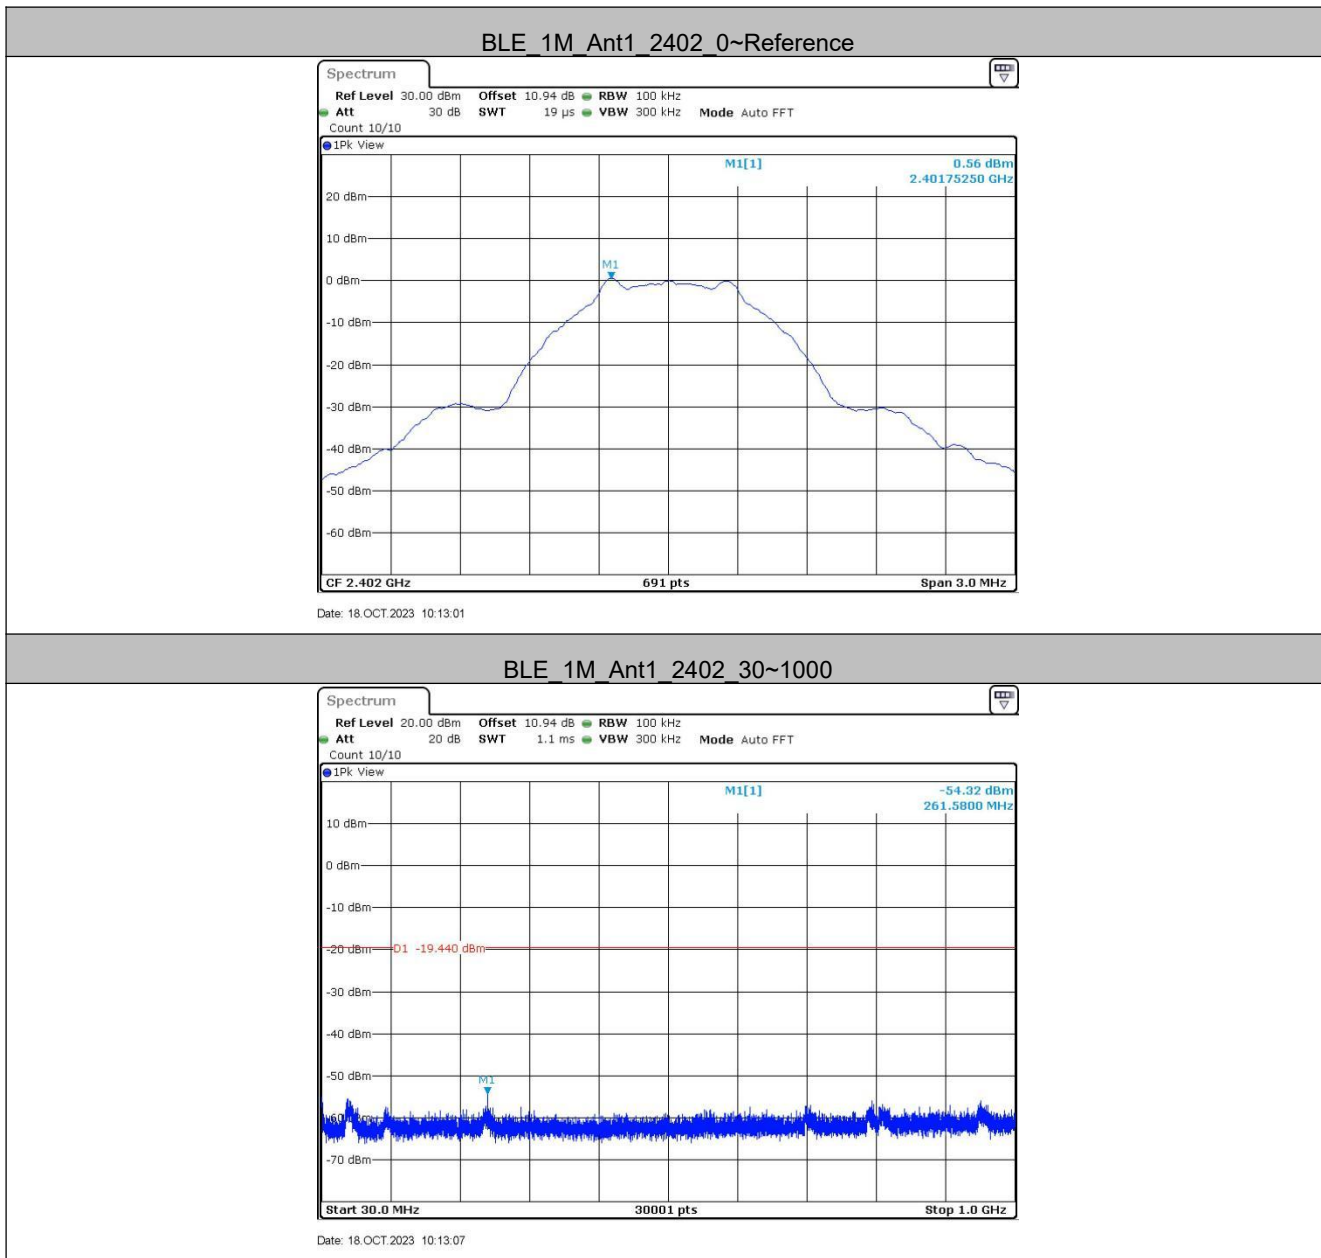 BLE_1M_Ant1_2402_0~Reference
Spectrum
Ref Level 30.00 dBm Offset 10.94 dB RBW 100 kHz
Att 30 dB SWT 19 µs VBW 300 kHz Mode Auto FFT
Count 10/10
1Pk View
M1[1] 0.56 dBm
2.40175250 GHz
20 dBm
10 dBm
M1
0 dBm
-10 dBm
-20 dBm
-30 dBm
-40 dBm
-50 dBm
-60 dBm
CF 2.402 GHz 691 pts Span 3.0 MHz
Date: 18.OCT.2023 10:13:01
BLE_1M_Ant1_2402_30~1000
Spectrum
Ref Level 20.00 dBm Offset 10.94 dB RBW 100 kHz
Att 20 dB SWT 1.1 ms VBW 300 kHz Mode Auto FFT
Count 10/10
1Pk View
M1[1] -54.32 dBm
261.5800 MHz
10 dBm
0 dBm
-10 dBm
-20 dBm D1 -19.440 dBm
-30 dBm
-40 dBm
-50 dBm
M1
-70 dBm
Start 30.0 MHz 30001 pts Stop 1.0 GHz
Date: 18.OCT.2023 10:13:07